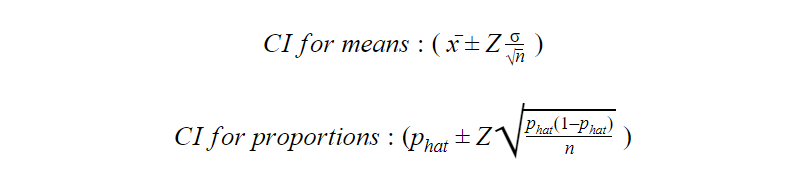 CI for means : ( x̄ ± Z σ/√n )
CI for proportions : (p_hat ± Z √(p_hat(1–p_hat)/n) )